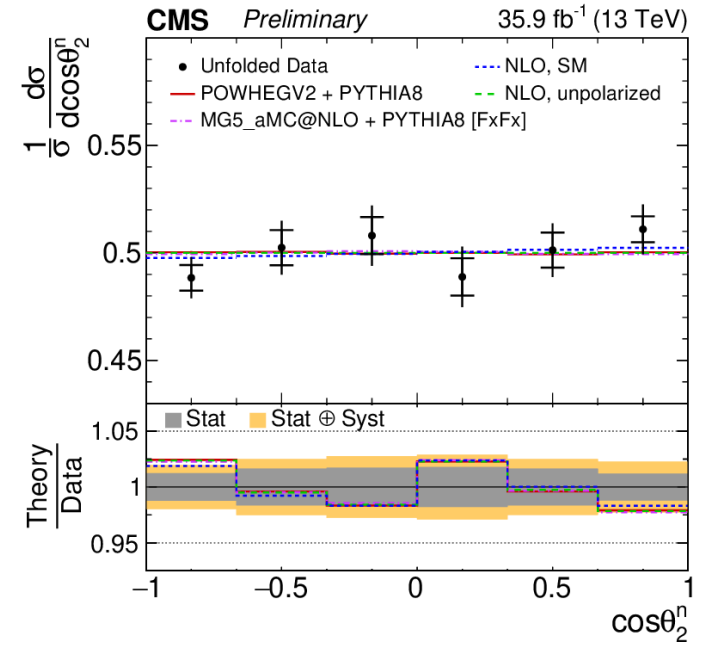 CMS Preliminary 35.9 fb⁻¹ (13 TeV)
1/σ dσ/dcosθ₂ⁿ
Unfolded Data
POWHEGV2 + PYTHIA8
MG5_aMC@NLO + PYTHIA8 [FxFx]
NLO, SM
NLO, unpolarized
0.55
0.5
0.45
Stat
Stat ⊕ Syst
Theory/Data
1.05
1
0.95
−1 −0.5 0 0.5 1
cosθ₂ⁿ